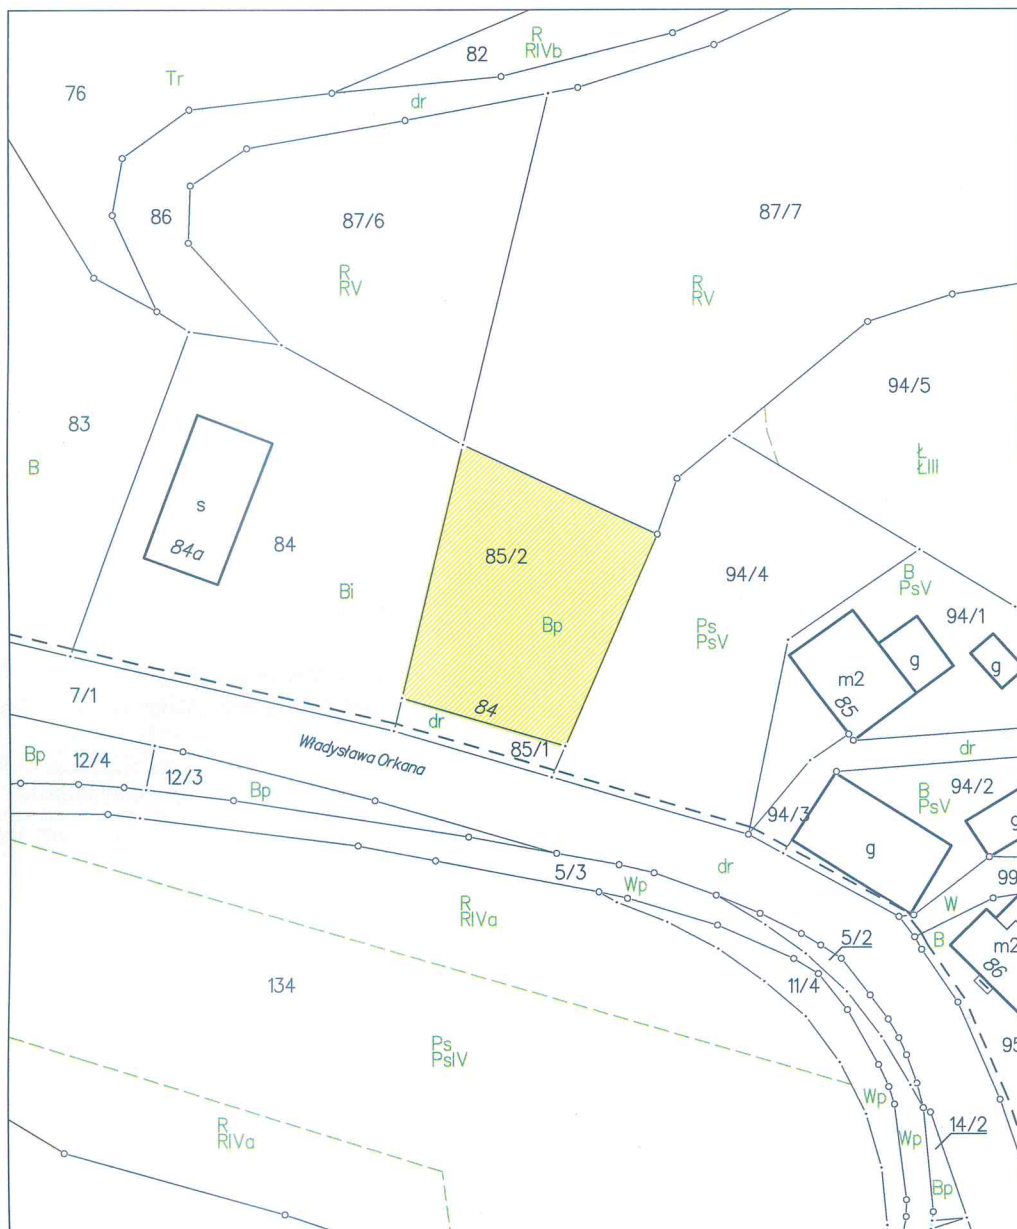 R
RIVb
82
Tr
76
dr
86
87/6
87/7
R
RV
R
RV
94/5
83
B
Ł
ŁIII
s
84a
84
85/2
94/4
B
PsV
Bi
Bp
Ps
PsV
94/1
g
g
m2
85
7/1
84
dr
85/1
Władysława Orkana
dr
Bp
12/4
12/3
Bp
94/2
B
PsV
94/3
g
g
dr
5/3
Wp
99
W
R
RIVa
5/2
B
m2
86
134
11/4
95
Ps
PsIV
Wp
R
RIVa
Wp
14/2
Bp